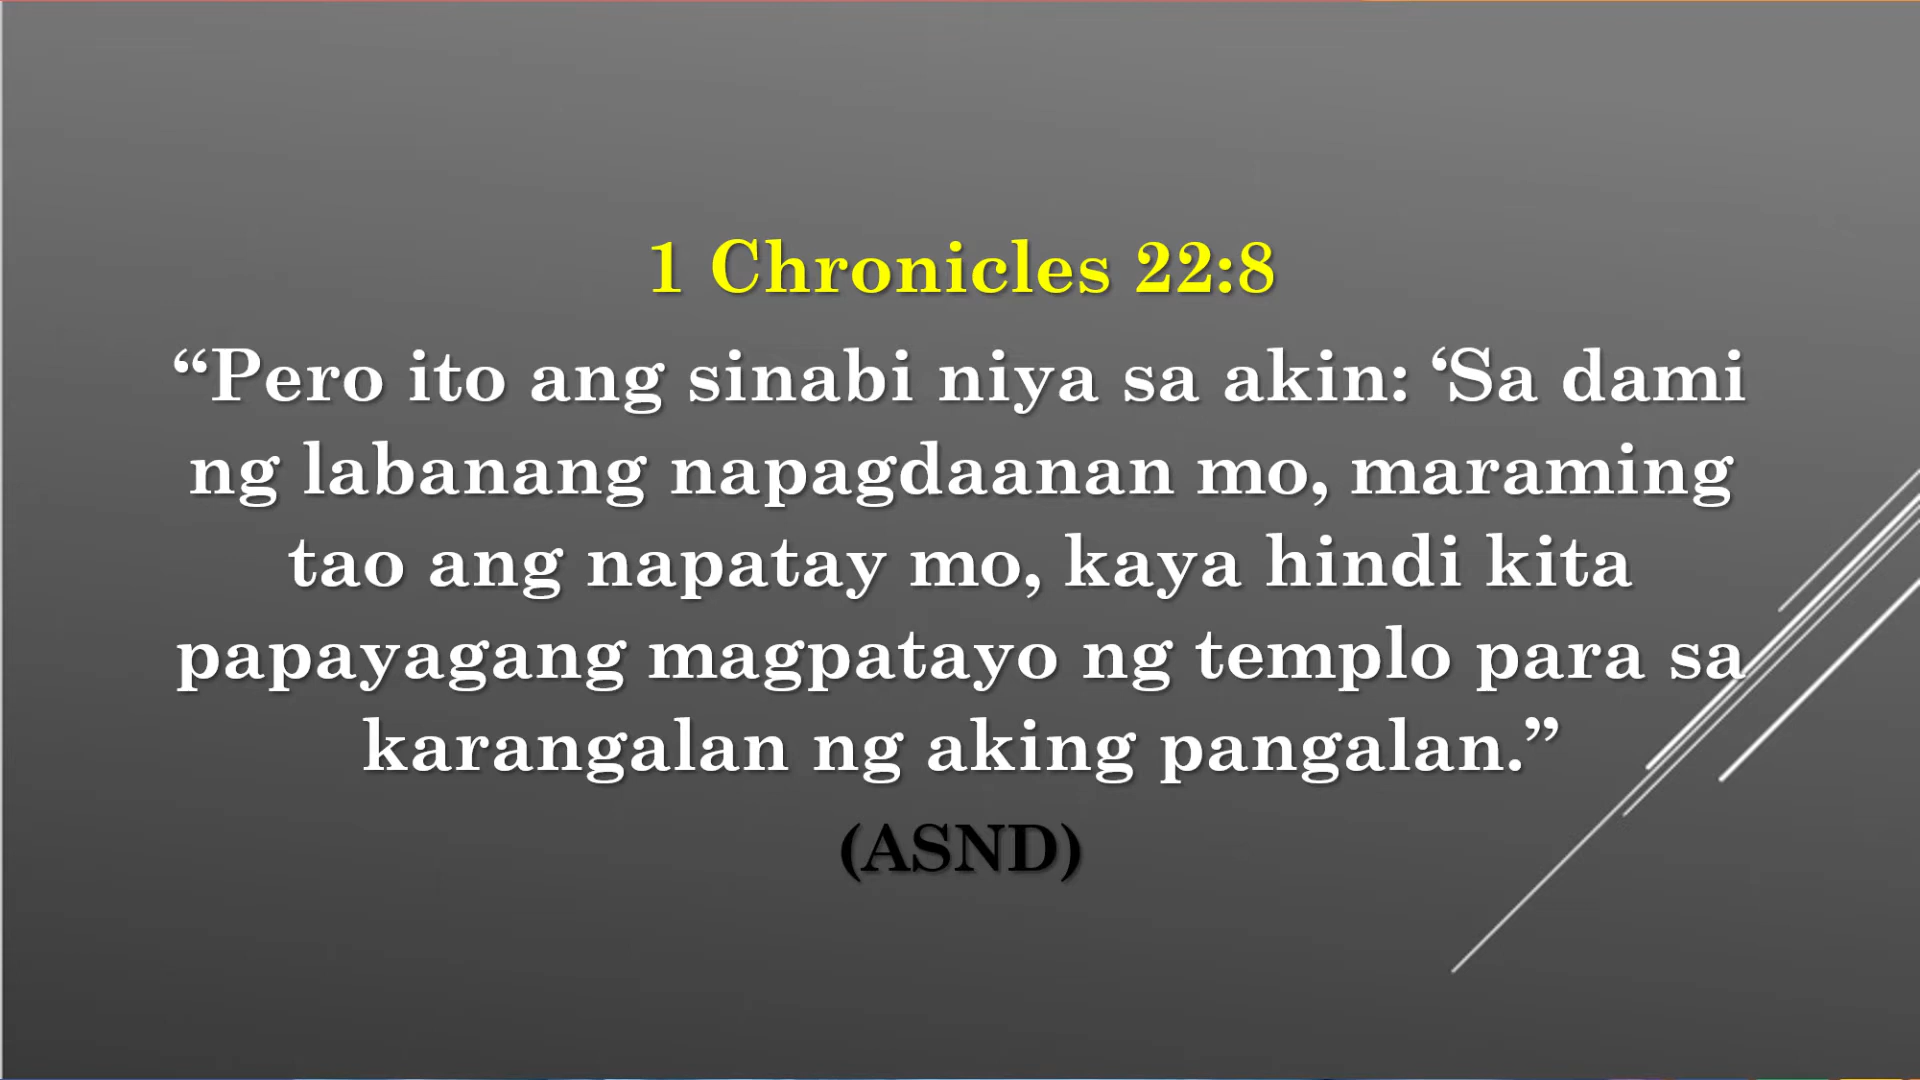 1 Chronicles 22:8
“Pero ito ang sinabi niya sa akin: ‘Sa dami
ng labanang napagdaanan mo, maraming
tao ang napatay mo, kaya hindi kita
papayagang magpatayo ng templo para sa
karangalan ng aking pangalan.”
(ASND)